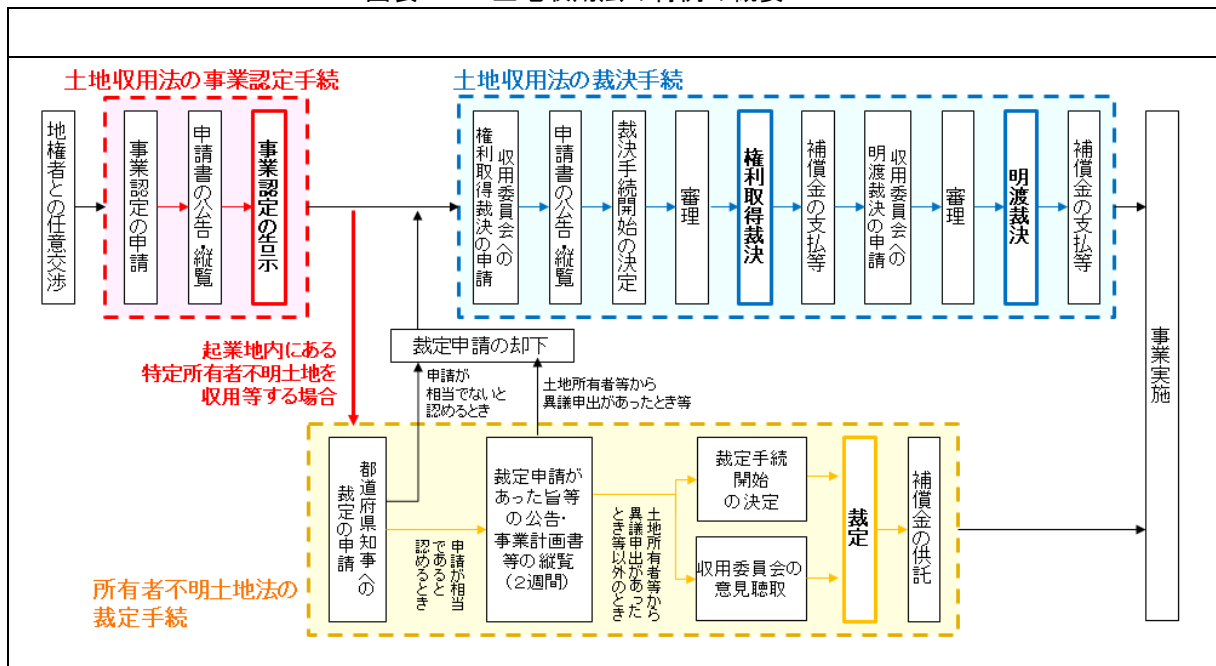 土地収用法の事業認定手続
地権者との任意交渉
事業認定の申請
申請書の公告・縦覧
事業認定の告示
土地収用法の裁決手続
収用委員会への
権利取得裁決の申請
申請書の公告・縦覧
裁決手続開始の決定
審理
権利取得裁決
補償金の支払等
収用委員会への
明渡裁決の申請
審理
明渡裁決
補償金の支払等
事業実施
起業地内にある
特定所有者不明土地を
収用等する場合
裁定申請の却下
申請が
相当でないと
認めるとき
土地所有者等から
異議申出があったとき等
都道府県知事への
裁定の申請
申請が相当
であると
認めるとき
裁定申請が
あった旨等
の公告・
事業計画書
等の縦覧
(2週間)
土地所有者等から
異議申出があった
とき等以外のとき
裁定手続
開始
の決定
収用委員会の
意見聴取
裁定
補償金の供託
所有者不明土地法の
裁定手続